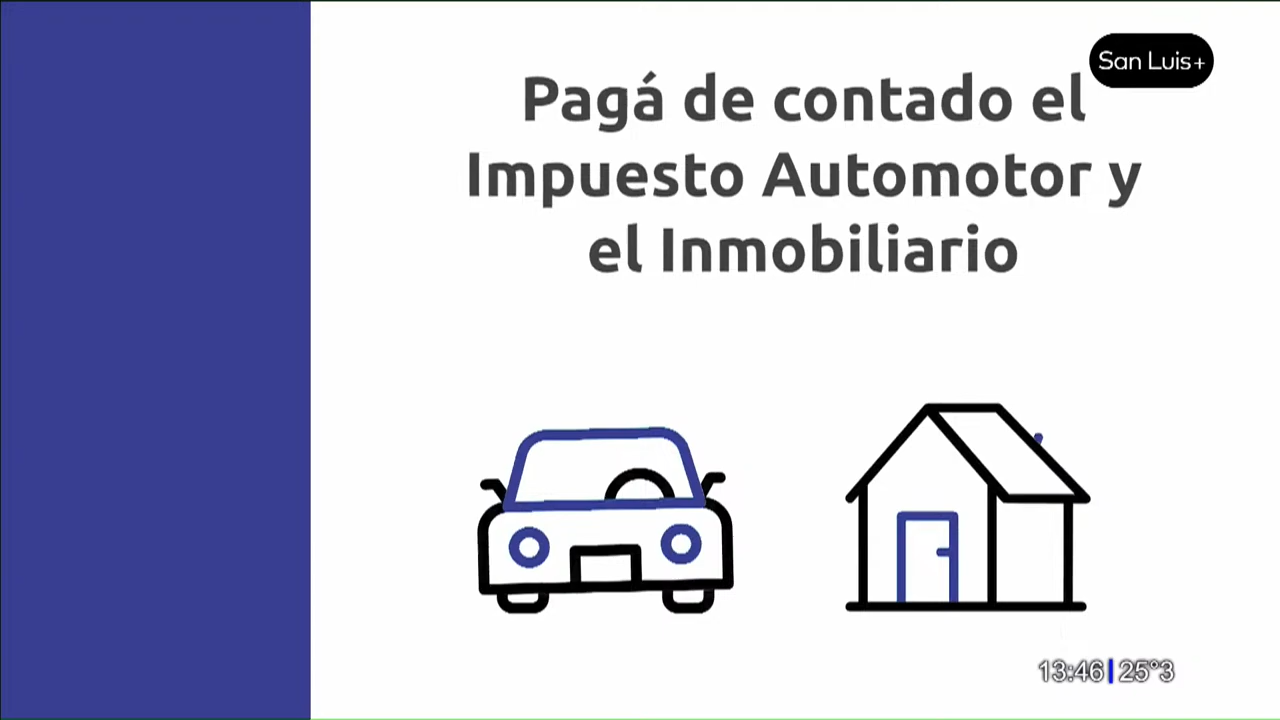 San Luis+
Pagá de contado el
Impuesto Automotor y
el Inmobiliario
13:46 25°3